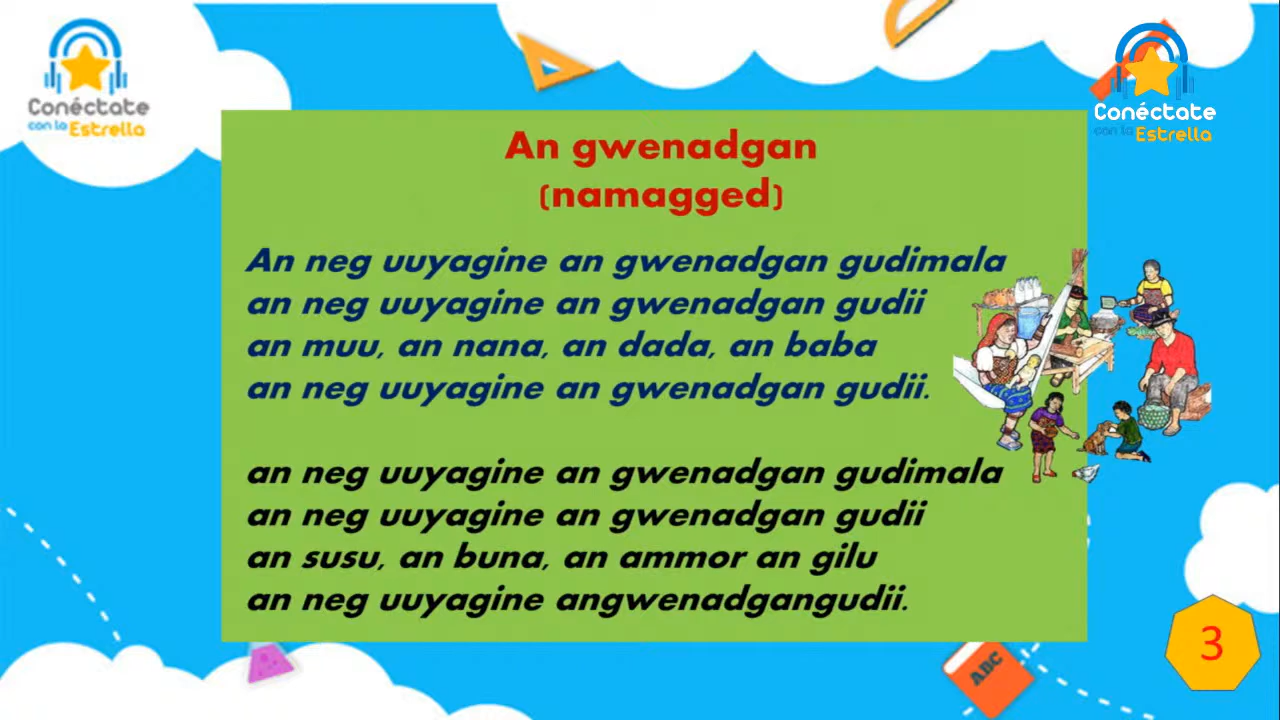 Conéctate
con la Estrella
Conéctate
con la Estrella
An gwenadgan
(namagged)
An neg uuyagine an gwenadgan gudimala
an neg uuyagine an gwenadgan gudii
an muu, an nana, an dada, an baba
an neg uuyagine an gwenadgan gudii.
an neg uuyagine an gwenadgan gudimala
an neg uuyagine an gwenadgan gudii
an susu, an buna, an ammor an gilu
an neg uuyagine angwenadgangudii.
3
ABC